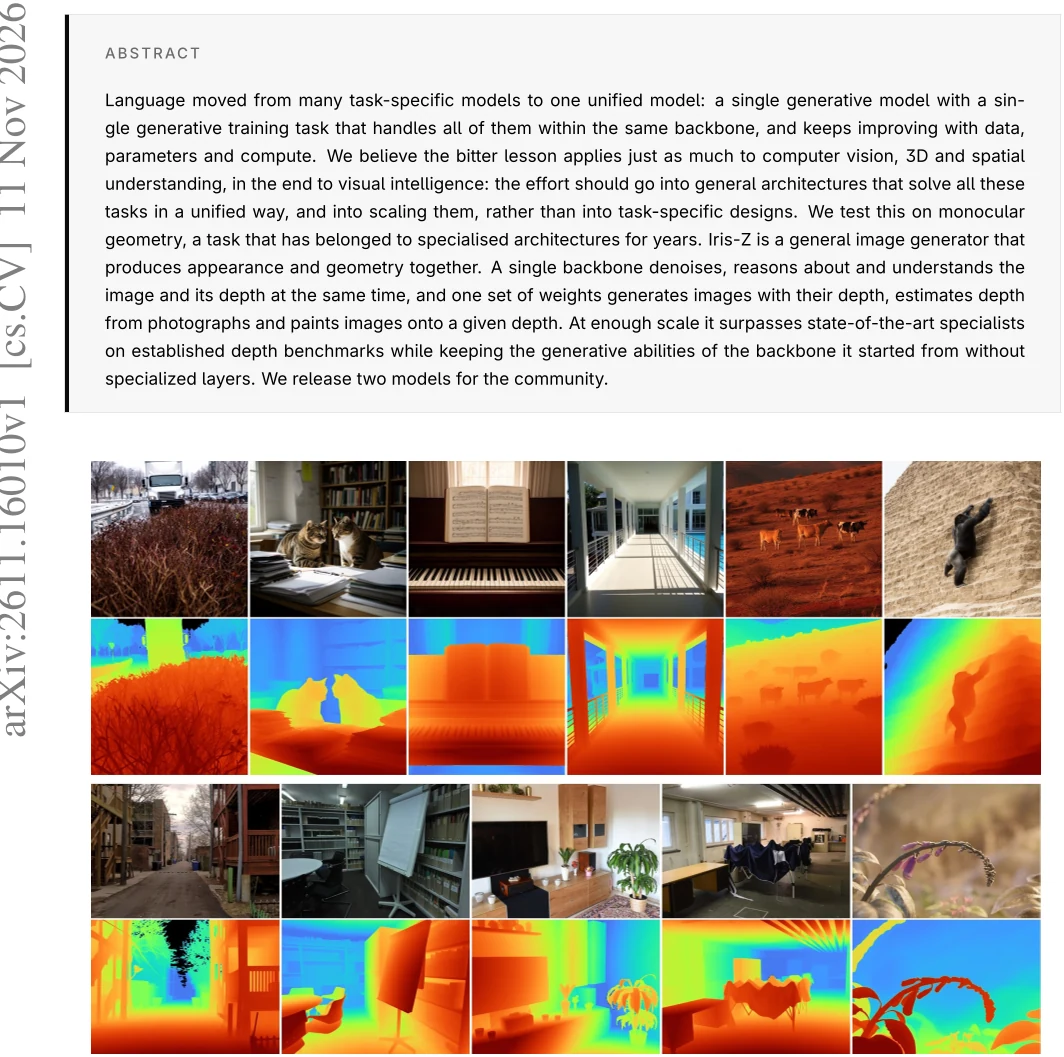 arXiv:2611.16010v1 [cs.CV] 11 Nov 2026
ABSTRACT
Language moved from many task-specific models to one unified model: a single generative model with a sin-
gle generative training task that handles all of them within the same backbone, and keeps improving with data,
parameters and compute. We believe the bitter lesson applies just as much to computer vision, 3D and spatial
understanding, in the end to visual intelligence: the effort should go into general architectures that solve all these
tasks in a unified way, and into scaling them, rather than into task-specific designs. We test this on monocular
geometry, a task that has belonged to specialised architectures for years. Iris-Z is a general image generator that
produces appearance and geometry together. A single backbone denoises, reasons about and understands the
image and its depth at the same time, and one set of weights generates images with their depth, estimates depth
from photographs and paints images onto a given depth. At enough scale it surpasses state-of-the-art specialists
on established depth benchmarks while keeping the generative abilities of the backbone it started from without
specialized layers. We release two models for the community.